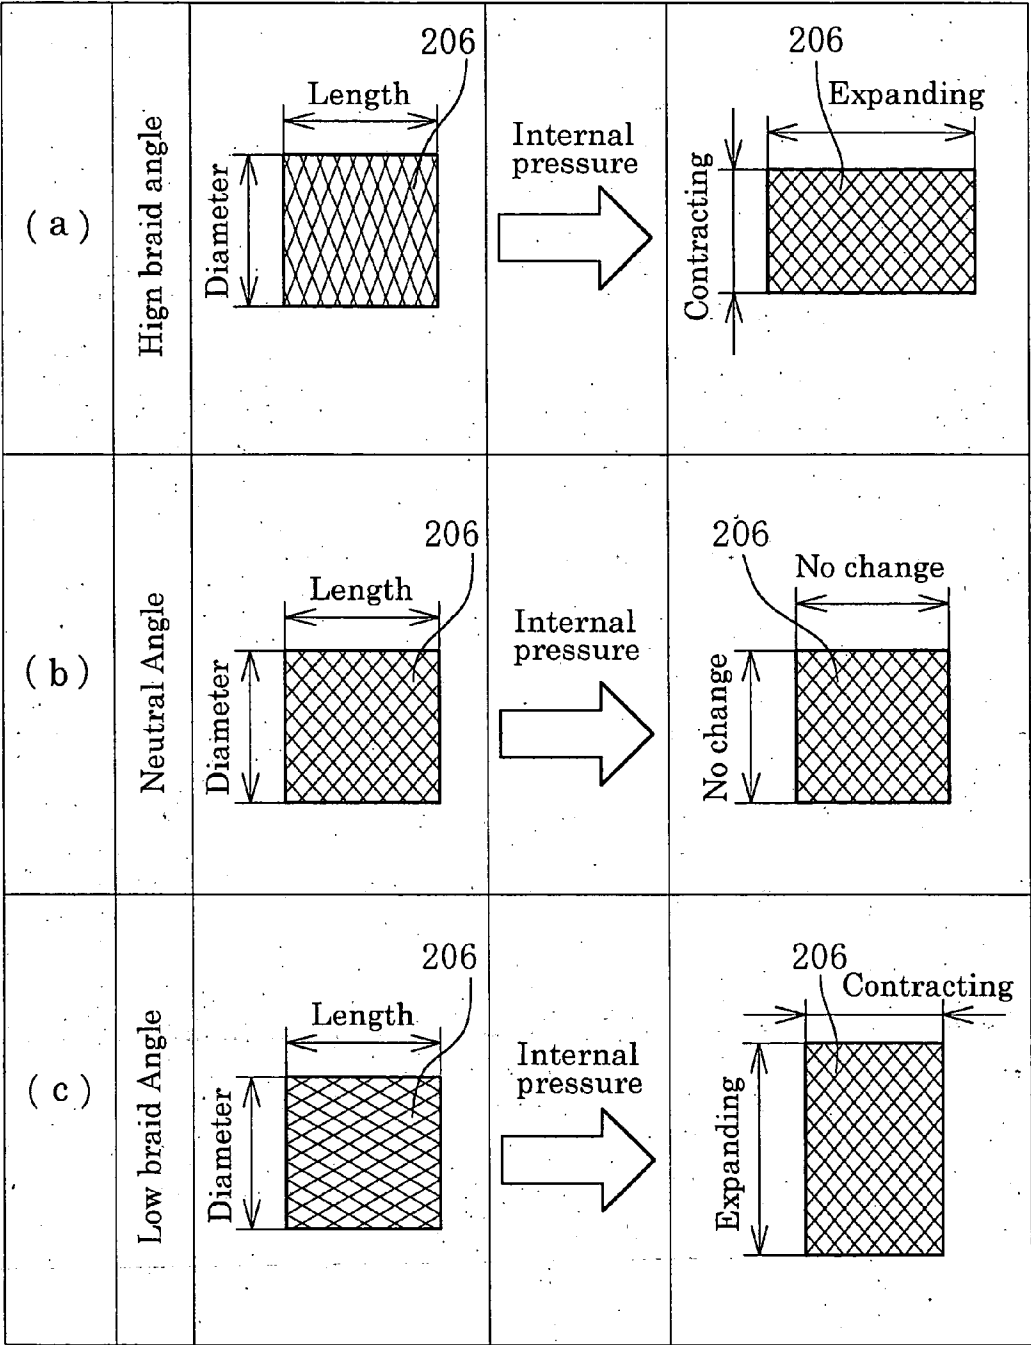 (a)
Hign braid angle
206
Length
Diameter
Internal
pressure
206
Expanding
Contracting
(b)
Neutral Angle
206
Length
Diameter
Internal
pressure
206
No change
No change
(c)
Low braid Angle
206
Length
Diameter
Internal
pressure
206
Contracting
Expanding